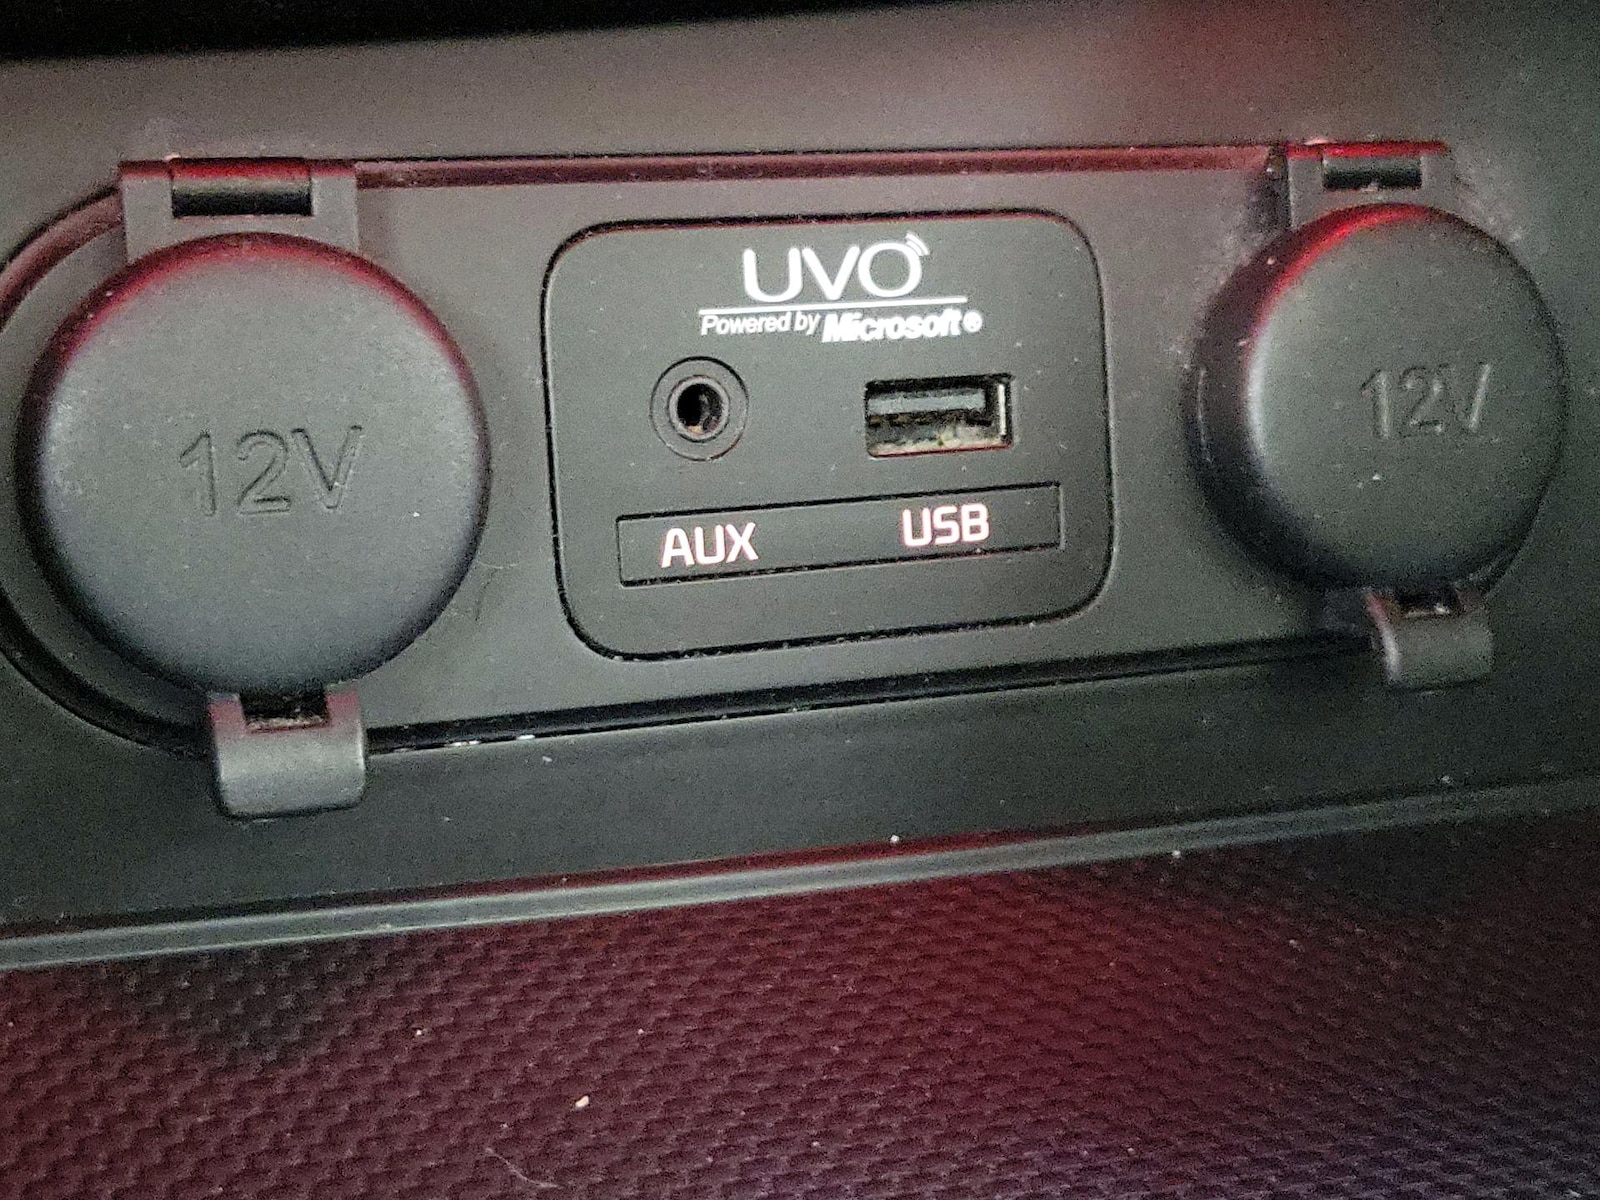 UVO
Powered by Microsoft®
12V
12V
AUX USB